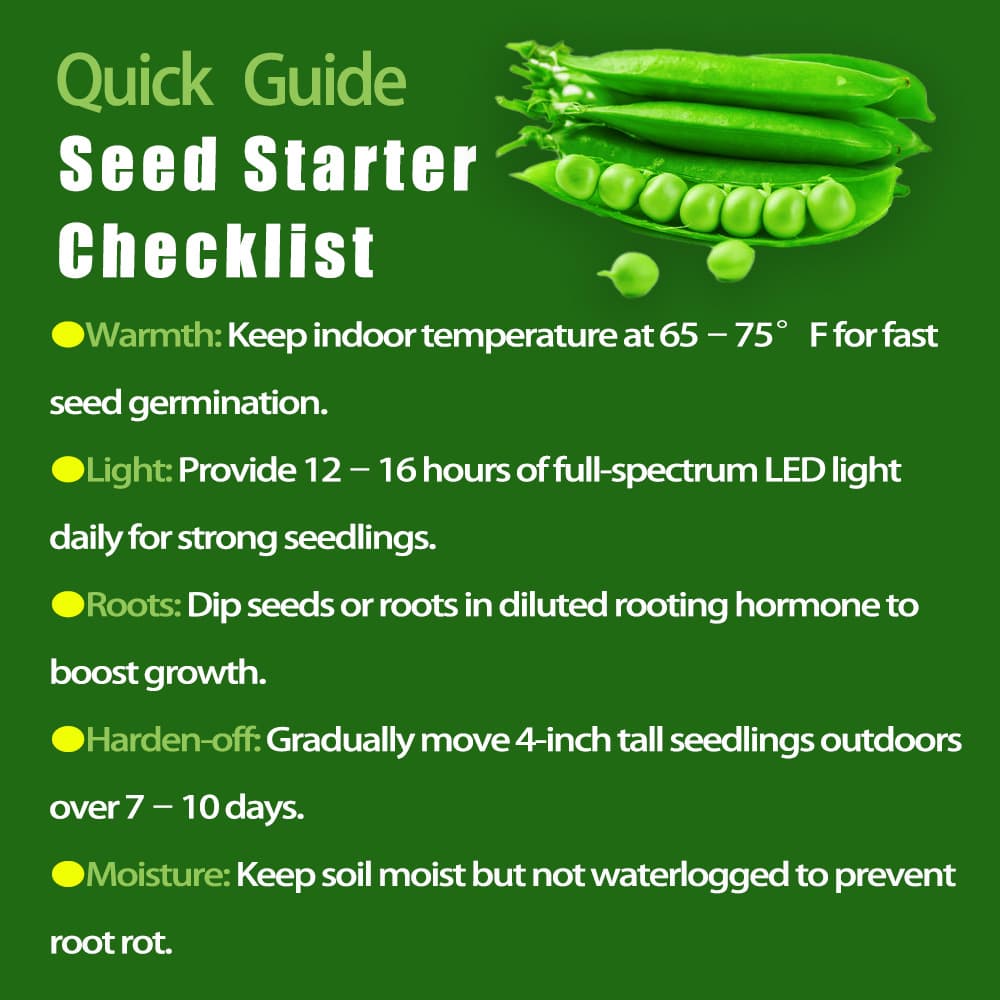 Quick Guide
Seed Starter
Checklist
●Warmth: Keep indoor temperature at 65 – 75° F for fast
seed germination.
●Light: Provide 12 – 16 hours of full-spectrum LED light
daily for strong seedlings.
●Roots: Dip seeds or roots in diluted rooting hormone to
boost growth.
●Harden-off: Gradually move 4-inch tall seedlings outdoors
over 7 – 10 days.
●Moisture: Keep soil moist but not waterlogged to prevent
root rot.